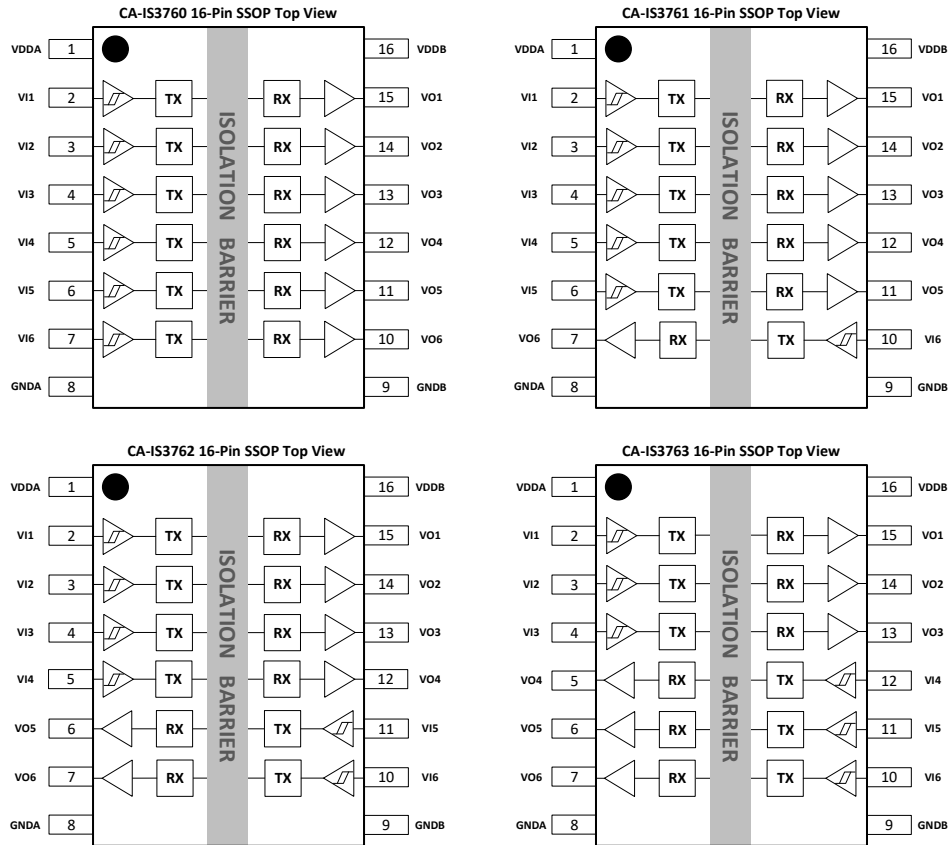 CA-IS3760 16-Pin SSOP Top View
VDDA 1 16 VDDB
VI1 2 TX RX 15 VO1
VI2 3 TX RX 14 VO2
VI3 4 TX RX 13 VO3
VI4 5 TX RX 12 VO4
VI5 6 TX RX 11 VO5
VI6 7 TX RX 10 VO6
GNDA 8 9 GNDB
ISOLATION BARRIER
CA-IS3761 16-Pin SSOP Top View
VDDA 1 16 VDDB
VI1 2 TX RX 15 VO1
VI2 3 TX RX 14 VO2
VI3 4 TX RX 13 VO3
VI4 5 TX RX 12 VO4
VI5 6 TX RX 11 VO5
VO6 7 RX TX 10 VI6
GNDA 8 9 GNDB
ISOLATION BARRIER
CA-IS3762 16-Pin SSOP Top View
VDDA 1 16 VDDB
VI1 2 TX RX 15 VO1
VI2 3 TX RX 14 VO2
VI3 4 TX RX 13 VO3
VI4 5 TX RX 12 VO4
VO5 6 RX TX 11 VI5
VO6 7 RX TX 10 VI6
GNDA 8 9 GNDB
ISOLATION BARRIER
CA-IS3763 16-Pin SSOP Top View
VDDA 1 16 VDDB
VI1 2 TX RX 15 VO1
VI2 3 TX RX 14 VO2
VI3 4 TX RX 13 VO3
VO4 5 RX TX 12 VI4
VO5 6 RX TX 11 VI5
VO6 7 RX TX 10 VI6
GNDA 8 9 GNDB
ISOLATION BARRIER